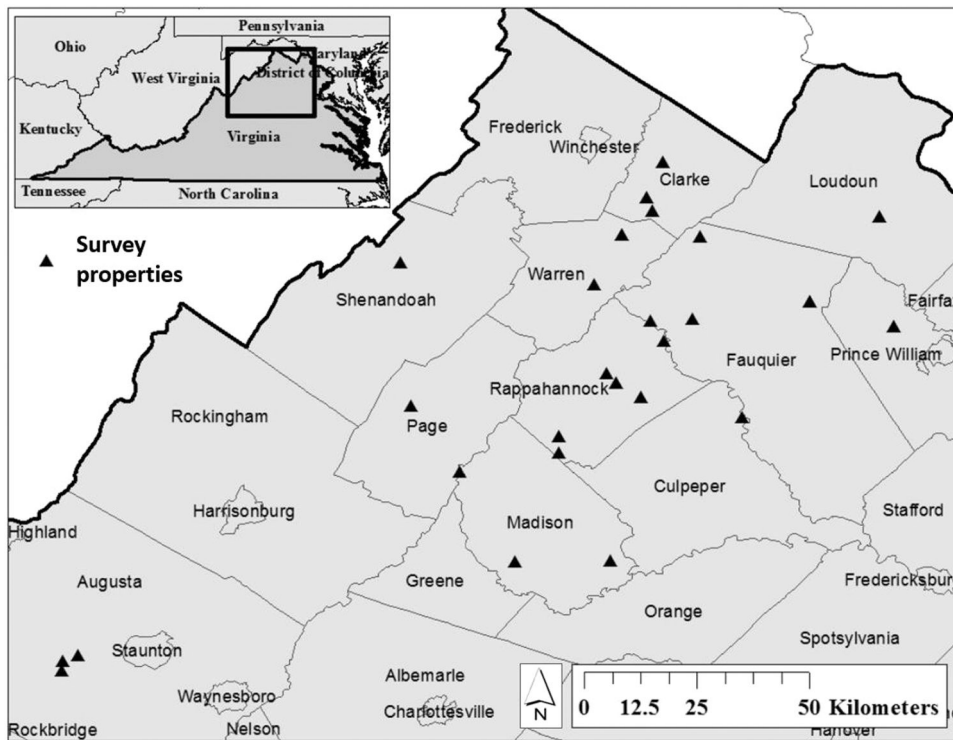 Pennsylvania
Ohio
Maryland
West Virginia
District of Columbia
Kentucky
Virginia
Tennessee
North Carolina
Survey
properties
Frederick
Winchester
Clarke
Loudoun
Warren
Shenandoah
Fairfa
Fauquier
Prince William
Rappahannock
Rockingham
Page
Culpeper
Harrisonburg
Stafford
Madison
Highland
Augusta
Greene
Fredericksbu
Orange
Staunton
Spotsylvania
Albemarle
Waynesboro
Charlottesville
Rockbridge
Nelson
N
0 12.5 25 50 Kilometers
Hanover